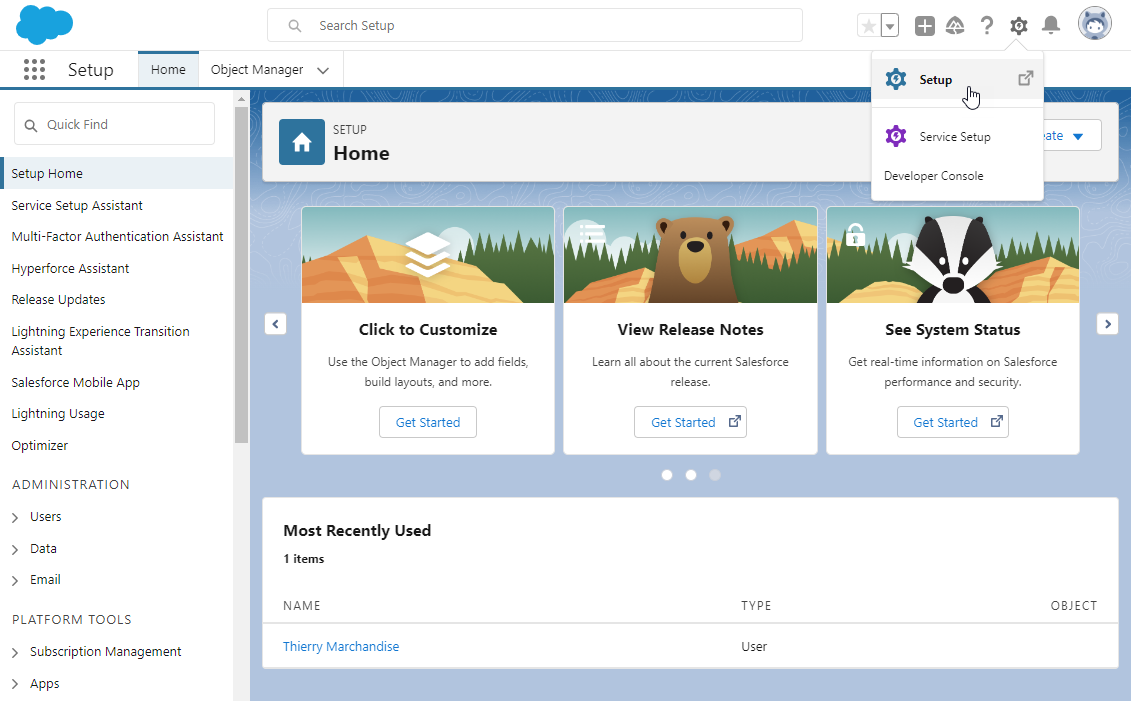 Search Setup
Setup
Home
Object Manager
Setup
Service Setup
Developer Console
Quick Find
Setup Home
Service Setup Assistant
Multi-Factor Authentication Assistant
Hyperforce Assistant
Release Updates
Lightning Experience Transition
Assistant
Salesforce Mobile App
Lightning Usage
Optimizer
ADMINISTRATION
Users
Data
Email
PLATFORM TOOLS
Subscription Management
Apps
SETUP
Home
Click to Customize
Use the Object Manager to add fields,
build layouts, and more.
Get Started
View Release Notes
Learn all about the current Salesforce
release.
Get Started
See System Status
Get real-time information on Salesforce
performance and security.
Get Started
Most Recently Used
1 items
NAME TYPE OBJECT
Thierry Marchandise User